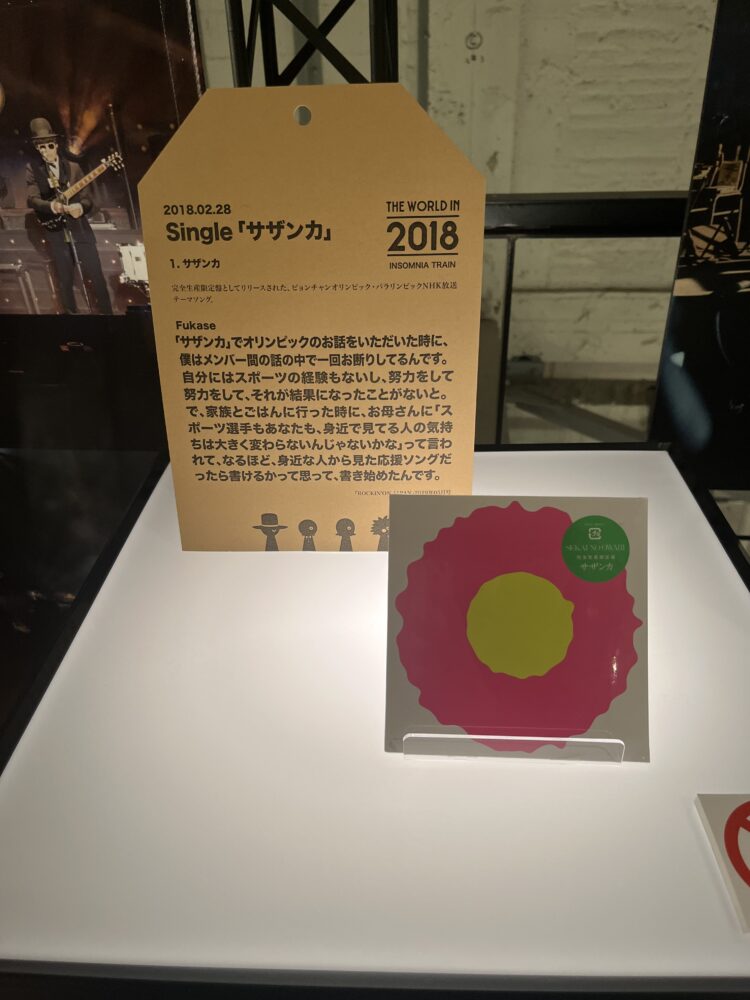 2018.02.28
Single「サザンカ」
1. サザンカ
THE WORLD IN
2018
INSOMNIA TRAIN
完全生産限定盤としてリリースされた、ピョンチャンオリンピック・パラリンピックNHK放送
テーマソング。
Fukase
「サザンカ」でオリンピックのお話をいただいた時に、
僕はメンバー間の話の中で一回お断りしてるんです。
自分にはスポーツの経験もないし、努力をして
努力をして、それが結果になったことがないと。
で、家族とごはんに行った時に、お母さんに「ス
ポーツ選手もあなたも、身近で見てる人の気持
ちは大きく変わらないんじゃないかな」って言わ
れて、なるほど、身近な人から見た応援ソングだ
ったら書けるかって思って、書き始めたんです。
SEKAI NO OWARI
完全生産限定盤
サザンカ